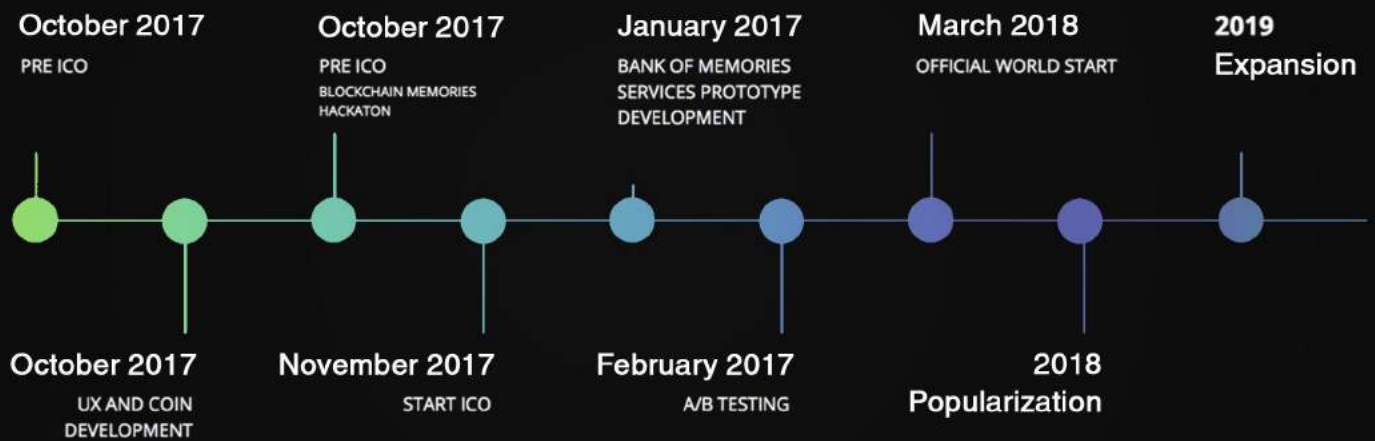 October 2017
PRE ICO
October 2017
PRE ICO
BLOCKCHAIN MEMORIES
HACKATON
January 2017
BANK OF MEMORIES
SERVICES PROTOTYPE
DEVELOPMENT
March 2018
OFFICIAL WORLD START
2019
Expansion
October 2017
UX AND COIN
DEVELOPMENT
November 2017
START ICO
February 2017
A/B TESTING
2018
Popularization